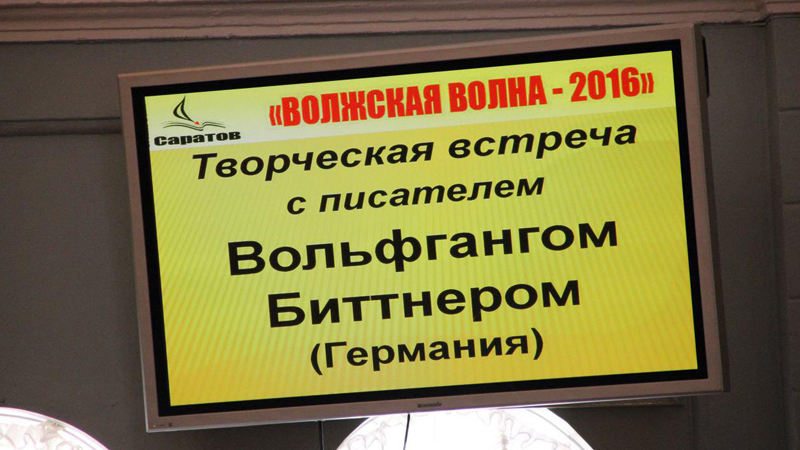 «ВОЛЖСКАЯ ВОЛНА - 2016»
Саратов
Творческая встреча
с писателем
Вольфгангом
Биттнером
(Германия)